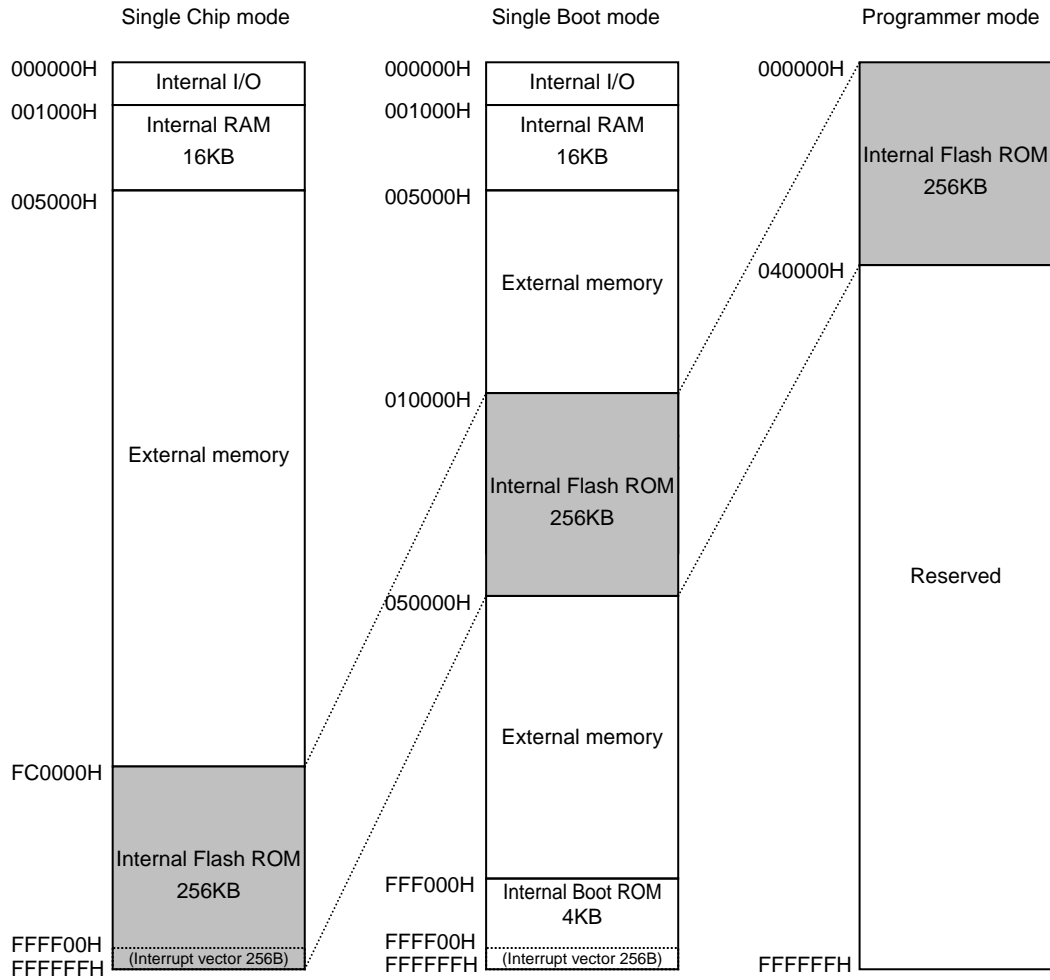 Single Chip mode
000000H
Internal I/O
001000H
Internal RAM
16KB
005000H
External memory
FC0000H
Internal Flash ROM
256KB
FFFF00H
(Interrupt vector 256B)
FFFFFFH
Single Boot mode
000000H
Internal I/O
001000H
Internal RAM
16KB
005000H
External memory
010000H
Internal Flash ROM
256KB
050000H
External memory
FFF000H
Internal Boot ROM
4KB
FFFF00H
(Interrupt vector 256B)
FFFFFFH
Programmer mode
000000H
Internal Flash ROM
256KB
040000H
Reserved
FFFFFFH